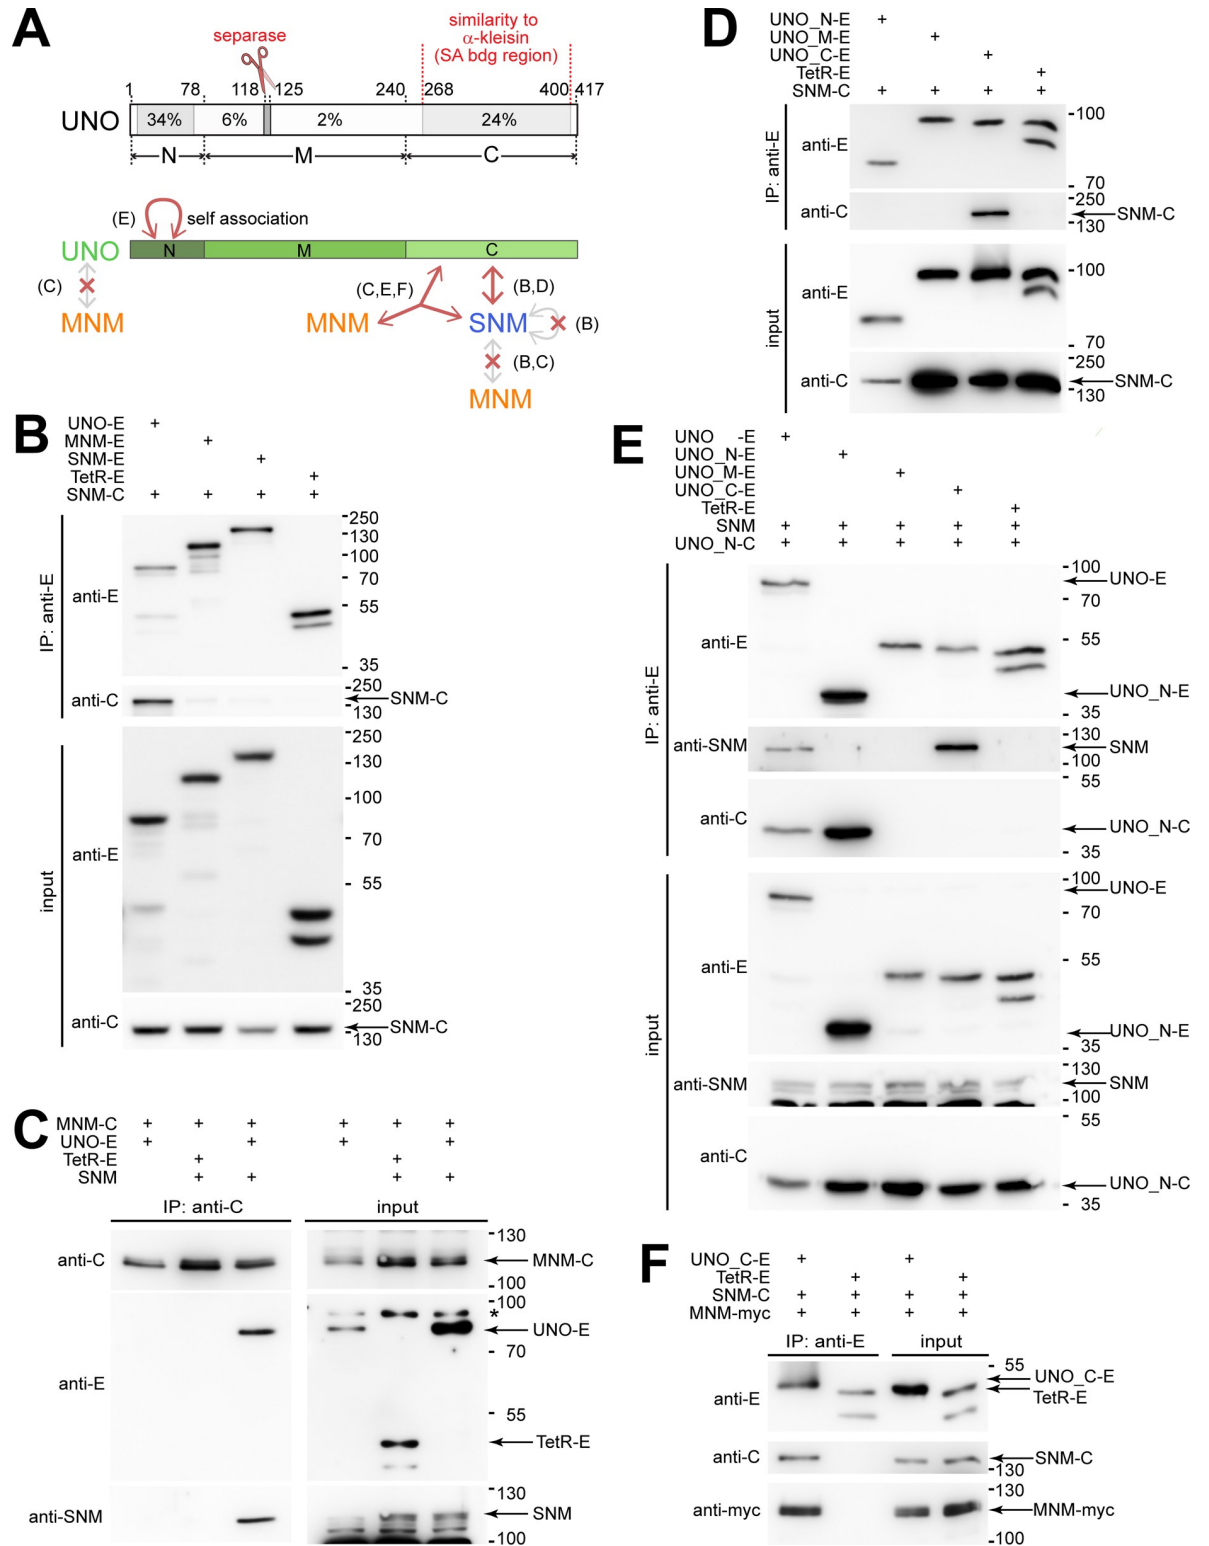 A
separase
similarity to
α-kleisin
(SA bdg region)
1 78 118 125 240 268 400 417
UNO 34% 6% 2% 24%
N M C
(E) self association
UNO N M C
(C) (C,E,F) (B,D)
MNM MNM SNM (B)
(B,C)
MNM
B
UNO-E +
MNM-E +
SNM-E +
TetR-E +
SNM-C + + + +
IP: anti-E
anti-E
250
130
100
70
55
35
anti-C
250
SNM-C
130
input
anti-E
250
130
100
70
55
35
anti-C
250
SNM-C
130
C
MNM-C + + + + + +
UNO-E + + + +
TetR-E + +
SNM + + + +
IP: anti-C input
130
anti-C MNM-C
100
100
*
UNO-E
70
anti-E
55
TetR-E
130
anti-SNM SNM
100
D
UNO_N-E +
UNO_M-E +
UNO_C-E +
TetR-E +
SNM-C + + + +
IP: anti-E
100
anti-E
70
250
anti-C SNM-C
130
input
100
anti-E
70
250
anti-C SNM-C
130
E
UNO -E +
UNO_N-E +
UNO_M-E +
UNO_C-E +
TetR-E +
SNM + + + + +
UNO_N-C + + + + +
IP: anti-E
100
UNO-E
70
anti-E
55
UNO_N-E
35
130
anti-SNM SNM
100
55
anti-C UNO_N-C
35
input
100
UNO-E
70
anti-E
55
UNO_N-E
35
130
anti-SNM SNM
100
55
anti-C
UNO_N-C
35
F
UNO_C-E + +
TetR-E + +
SNM-C + + + +
MNM-myc + + + +
IP: anti-E input
55
UNO_C-E
anti-E TetR-E
anti-C SNM-C
130
130
anti-myc MNM-myc
100